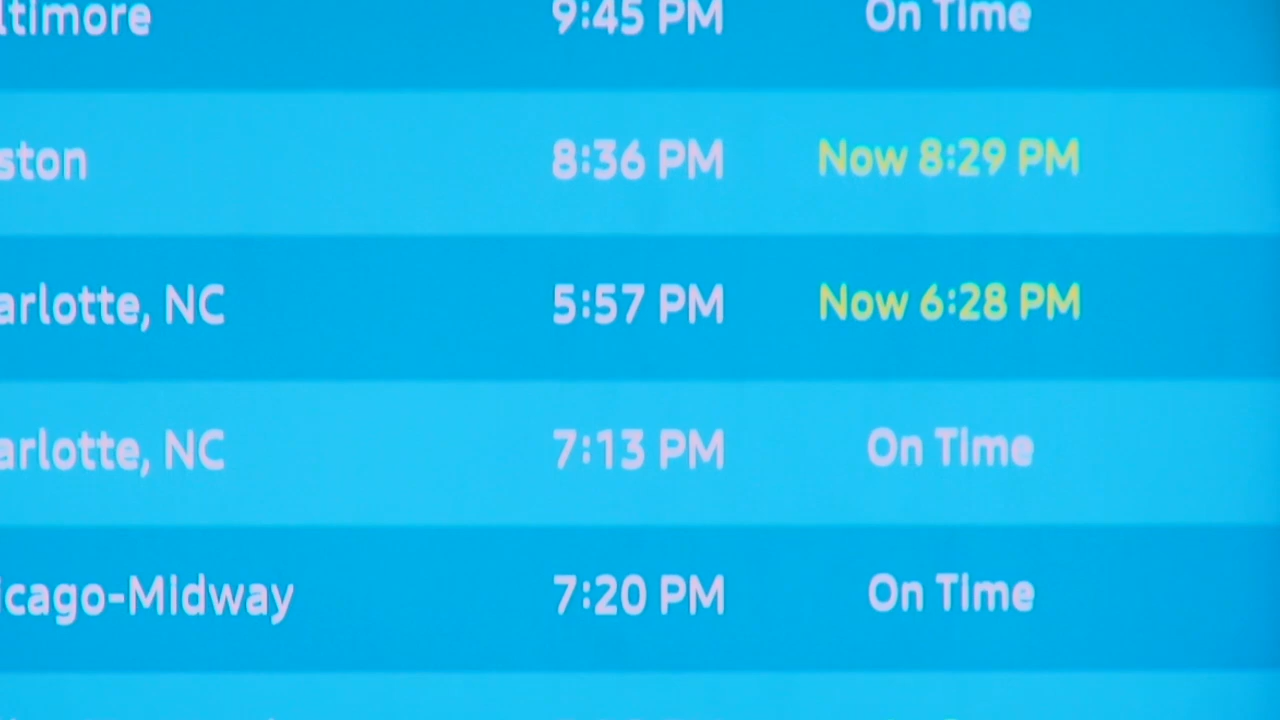 ltimore 9:45 PM On Time
ston 8:36 PM Now 8:29 PM
arlotte, NC 5:57 PM Now 6:28 PM
arlotte, NC 7:13 PM On Time
icago-Midway 7:20 PM On Time